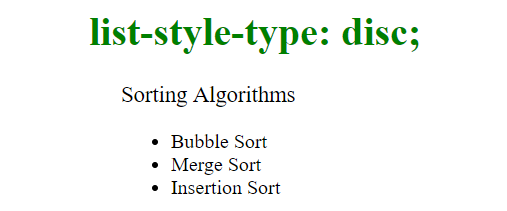 list-style-type: disc;
Sorting Algorithms
• Bubble Sort
• Merge Sort
• Insertion Sort